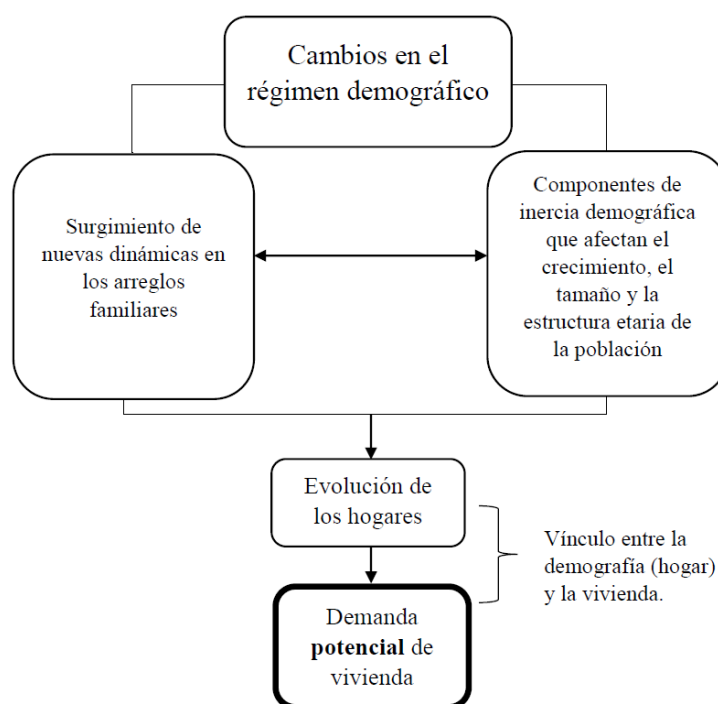 Cambios en el
régimen demográfico
Surgimiento de
nuevas dinámicas en
los arreglos
familiares
Componentes de
inercia demográfica
que afectan el
crecimiento, el
tamaño y la
estructura etaria de
la población
Evolución de
los hogares
Vínculo entre la
demografía (hogar)
y la vivienda.
Demanda
potencial de
vivienda